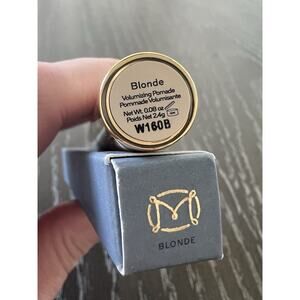 Blonde
Volumizing Pomade
Pommade Volumisante
Net Wt. 0.08 oz
Poids Net 2.4g
W160B
M
BLONDE